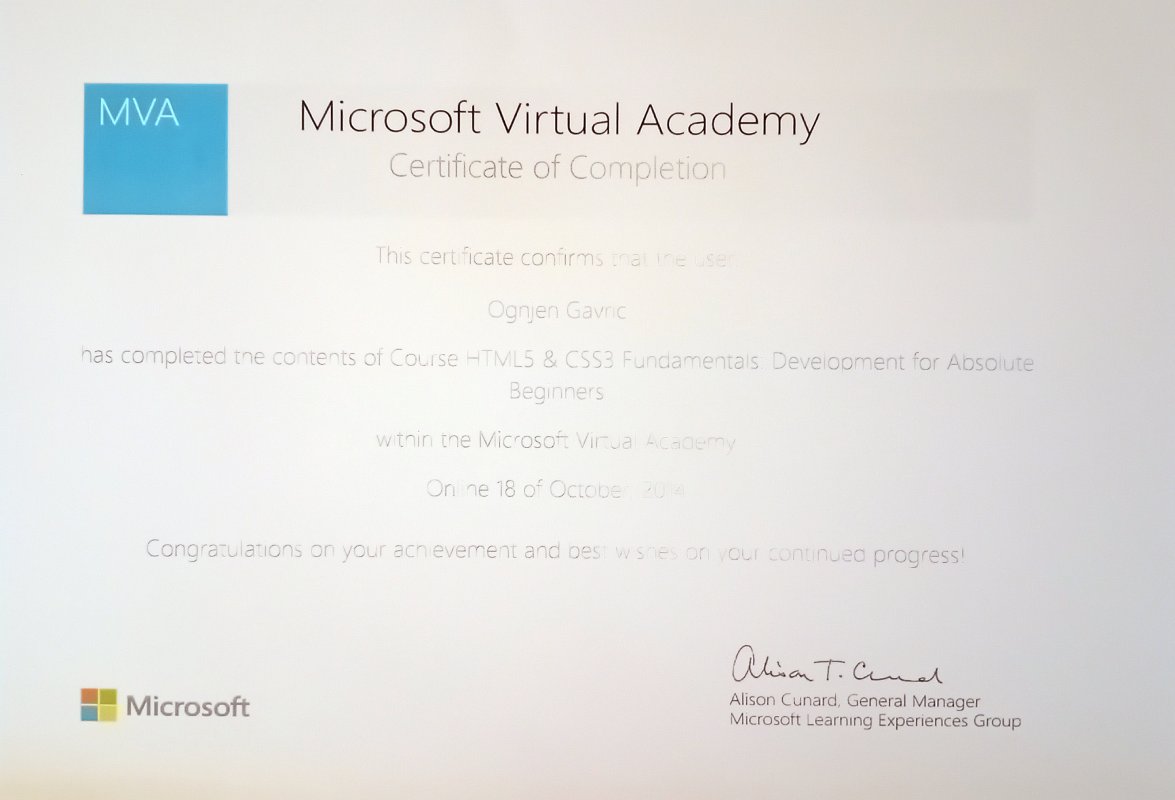 MVA
Microsoft Virtual Academy
Certificate of Completion
This certificate confirms that the user
Ognjen Gavric
has completed the contents of Course HTML5 & CSS3 Fundamentals: Development for Absolute
Beginners
within the Microsoft Virtual Academy
Online 18 of October, 2014
Congratulations on your achievement and best wishes on your continued progress!
Alison T. Cunard
Alison Cunard, General Manager
Microsoft Learning Experiences Group
Microsoft